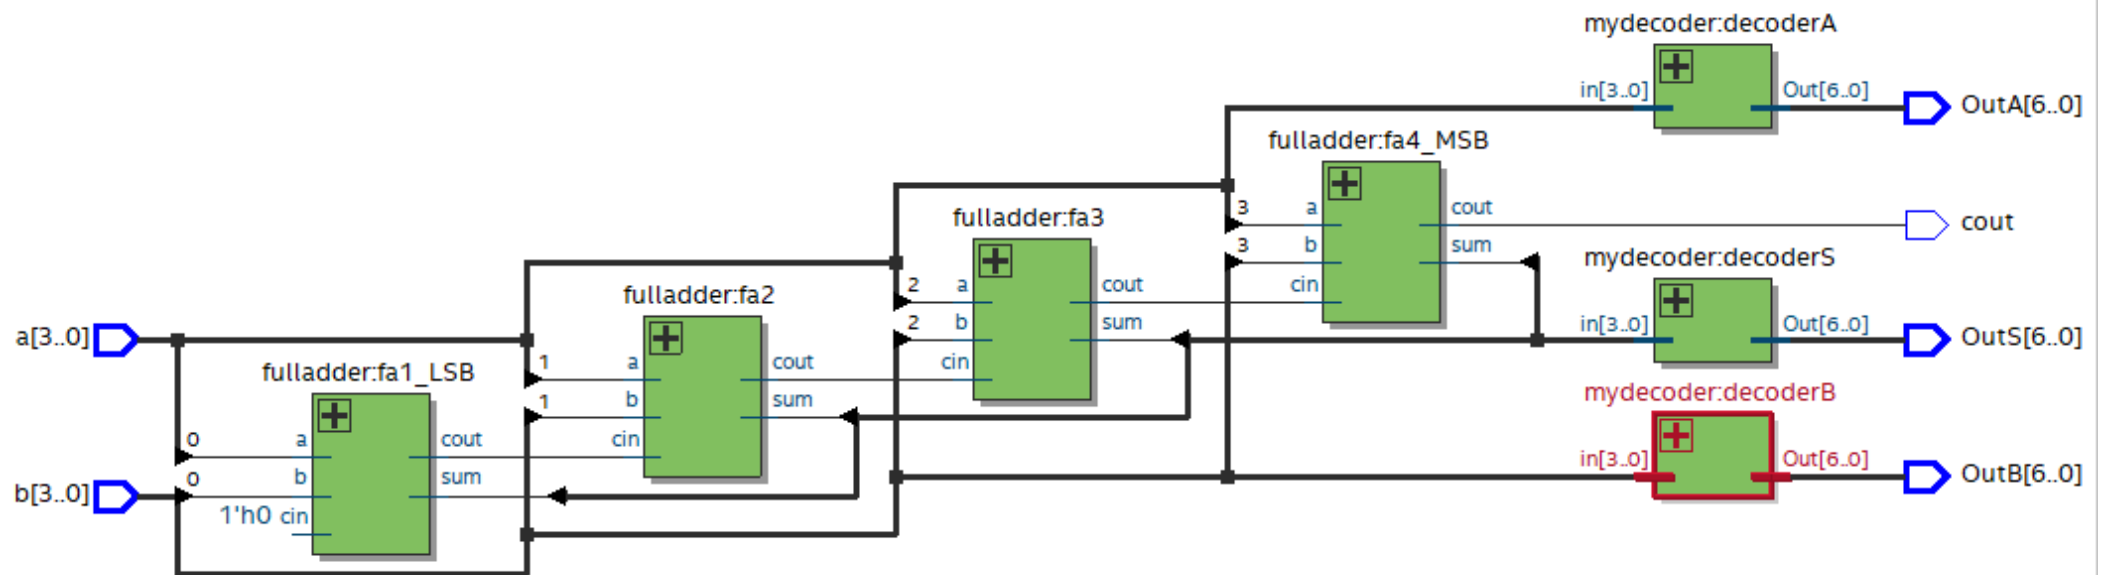 mydecoder:decoderA
in[3..0] Out[6..0] OutA[6..0]
fulladder:fa4_MSB
3 a cout cout
3 b sum
cin
fulladder:fa3
2 a cout
2 b sum
cin
mydecoder:decoderS
in[3..0] Out[6..0] OutS[6..0]
fulladder:fa2
1 a cout
1 b sum
cin
a[3..0]
fulladder:fa1_LSB
0 a cout
0 b sum
1'h0 cin
b[3..0]
mydecoder:decoderB
in[3..0] Out[6..0] OutB[6..0]